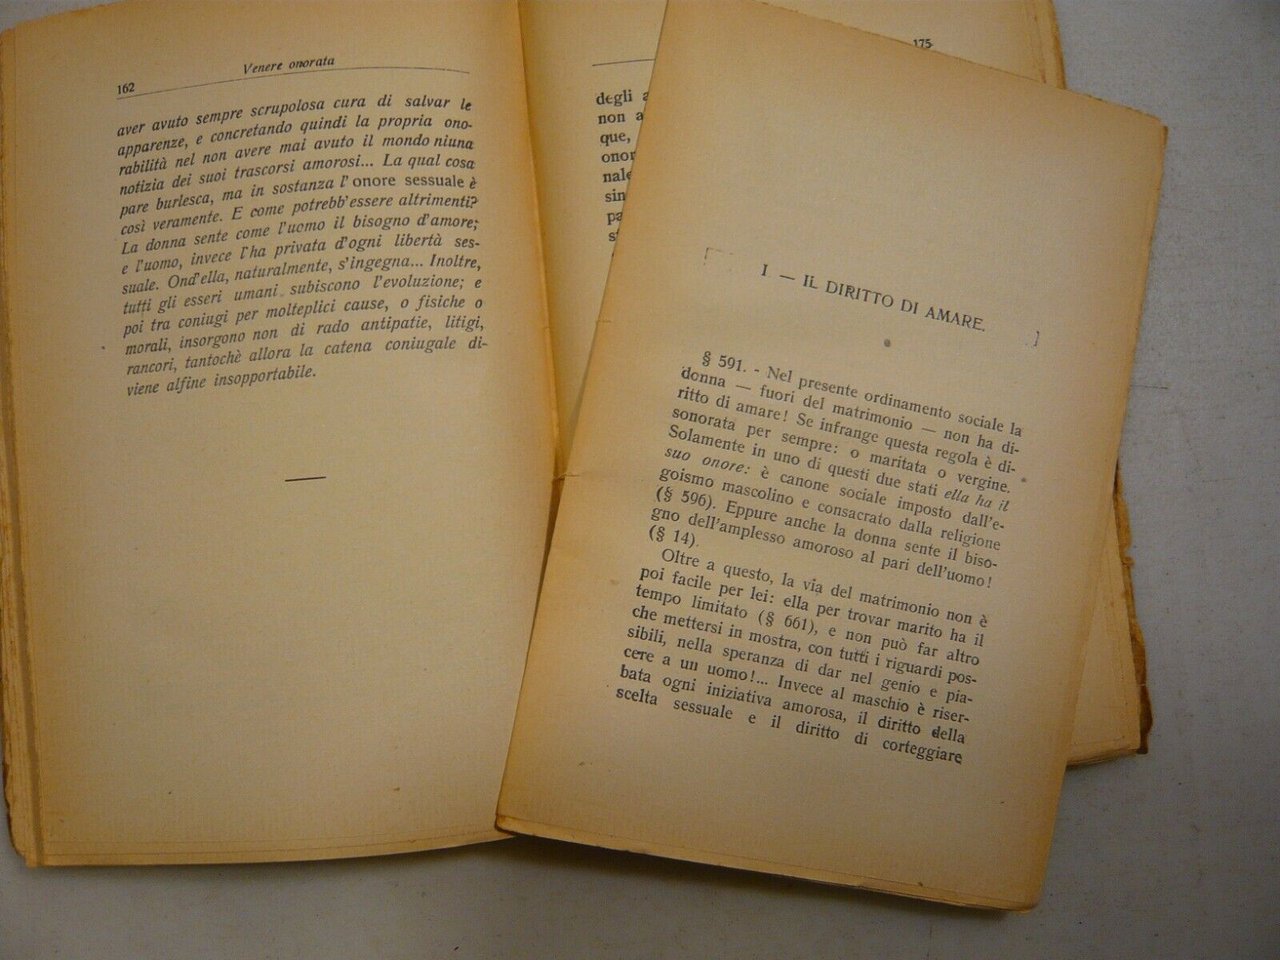 162
Venere onorata
aver avuto sempre scrupolosa cura di salvar le
apparenze, e concretando quindi la propria ono-
rabilità nel non avere mai avuto il mondo niuna
notizia dei suoi trascorsi amorosi... La qual cosa
pare burlesca, ma in sostanza l'onore sessuale è
così veramente. E come potrebb'essere altrimenti?
La donna sente come l'uomo il bisogno d'amore;
e l'uomo, invece l'ha privata d'ogni libertà ses-
suale. Ond'ella, naturalmente, s'ingegna... Inoltre,
tutti gli esseri umani subiscono l'evoluzione; e
poi tra coniugi per molteplici cause, o fisiche o
morali, insorgono non di rado antipatie, litigi,
rancori, tantochè allora la catena coniugale di-
viene alfine insopportabile.
175
degli a
non a
que,
onor
nale
sin
pa
I — IL DIRITTO DI AMARE.
§ 591. - Nel presente ordinamento sociale la
donna — fuori del matrimonio — non ha di-
ritto di amare! Se infrange questa regola è di-
sonorata per sempre: o maritata o vergine.
Solamente in uno di questi due stati ella ha il
suo onore: è canone sociale imposto dall'e-
goismo mascolino e consacrato dalla religione
(§ 596). Eppure anche la donna sente il biso-
gno dell'amplesso amoroso al pari dell'uomo!
(§ 14).
Oltre a questo, la via del matrimonio non è
poi facile per lei: ella per trovar marito ha il
tempo limitato (§ 661), e non può far altro
che mettersi in mostra, con tutti i riguardi pos-
sibili, nella speranza di dar nel genio e pia-
cere a un uomo!... Invece al maschio è riser-
bata ogni iniziativa amorosa, il diritto della
scelta sessuale e il diritto di corteggiare